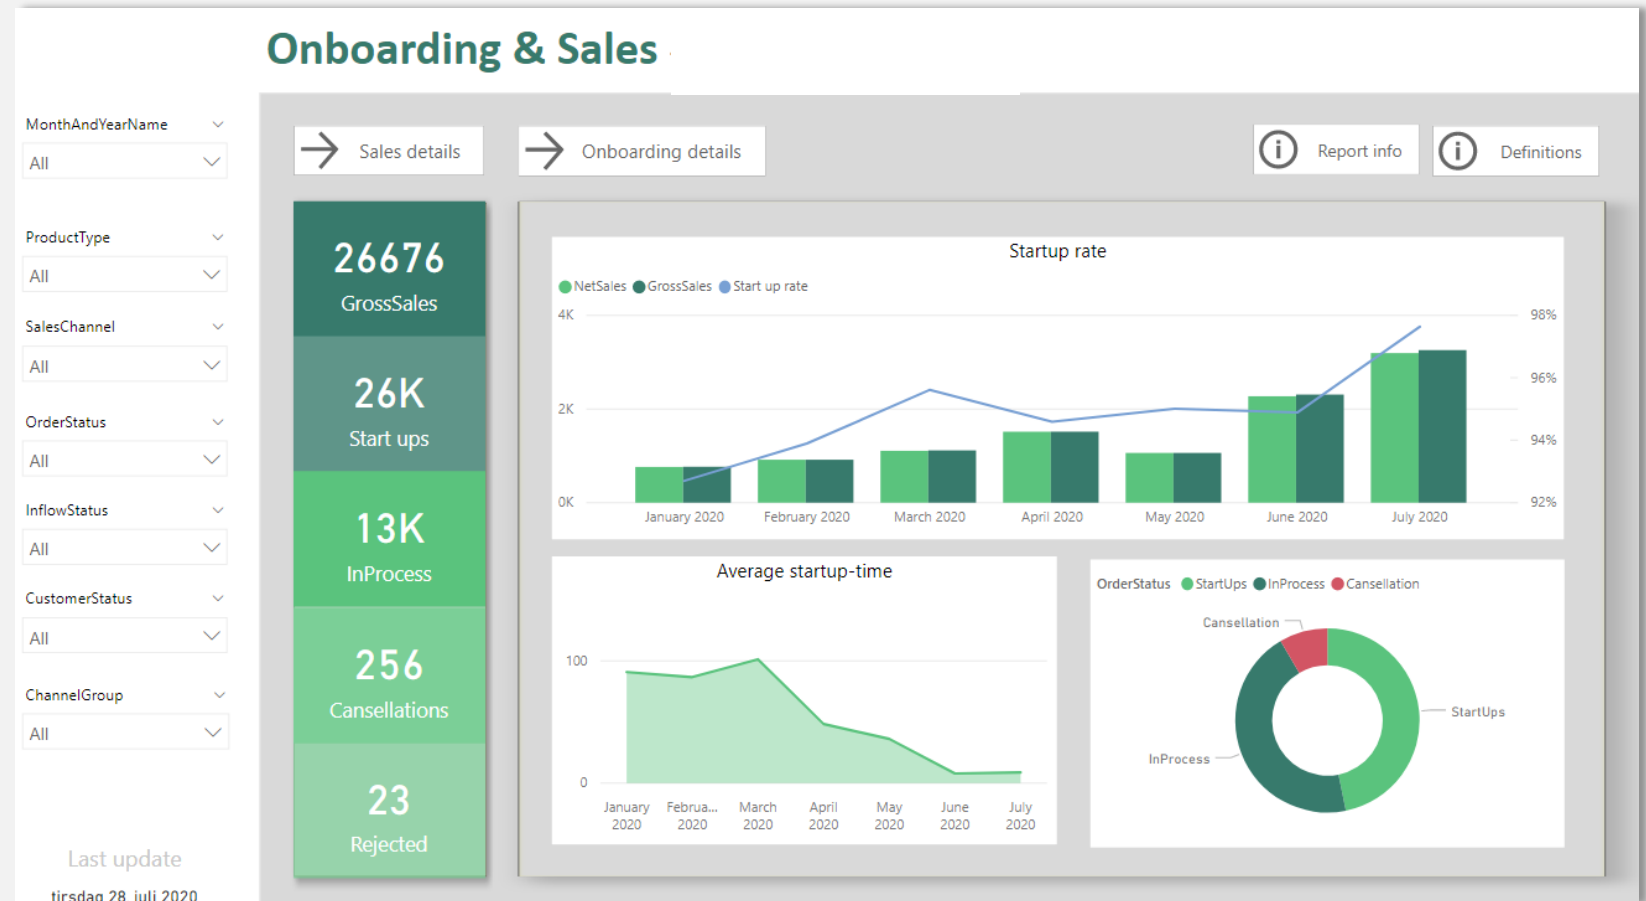 Onboarding & Sales
MonthAndYearName
All
ProductType
All
SalesChannel
All
OrderStatus
All
InflowStatus
All
CustomerStatus
All
ChannelGroup
All
Last update
tirsdag 28. juli 2020
Sales details
Onboarding details
Report info
Definitions
26676
GrossSales
26K
Start ups
13K
InProcess
256
Cansellations
23
Rejected
Startup rate
NetSales GrossSales Start up rate
4K
2K
0K
98%
96%
94%
92%
January 2020 February 2020 March 2020 April 2020 May 2020 June 2020 July 2020
Average startup-time
100
0
January Februa... March April May June July
2020 2020 2020 2020 2020 2020 2020
OrderStatus StartUps InProcess Cansellation
Cansellation
StartUps
InProcess